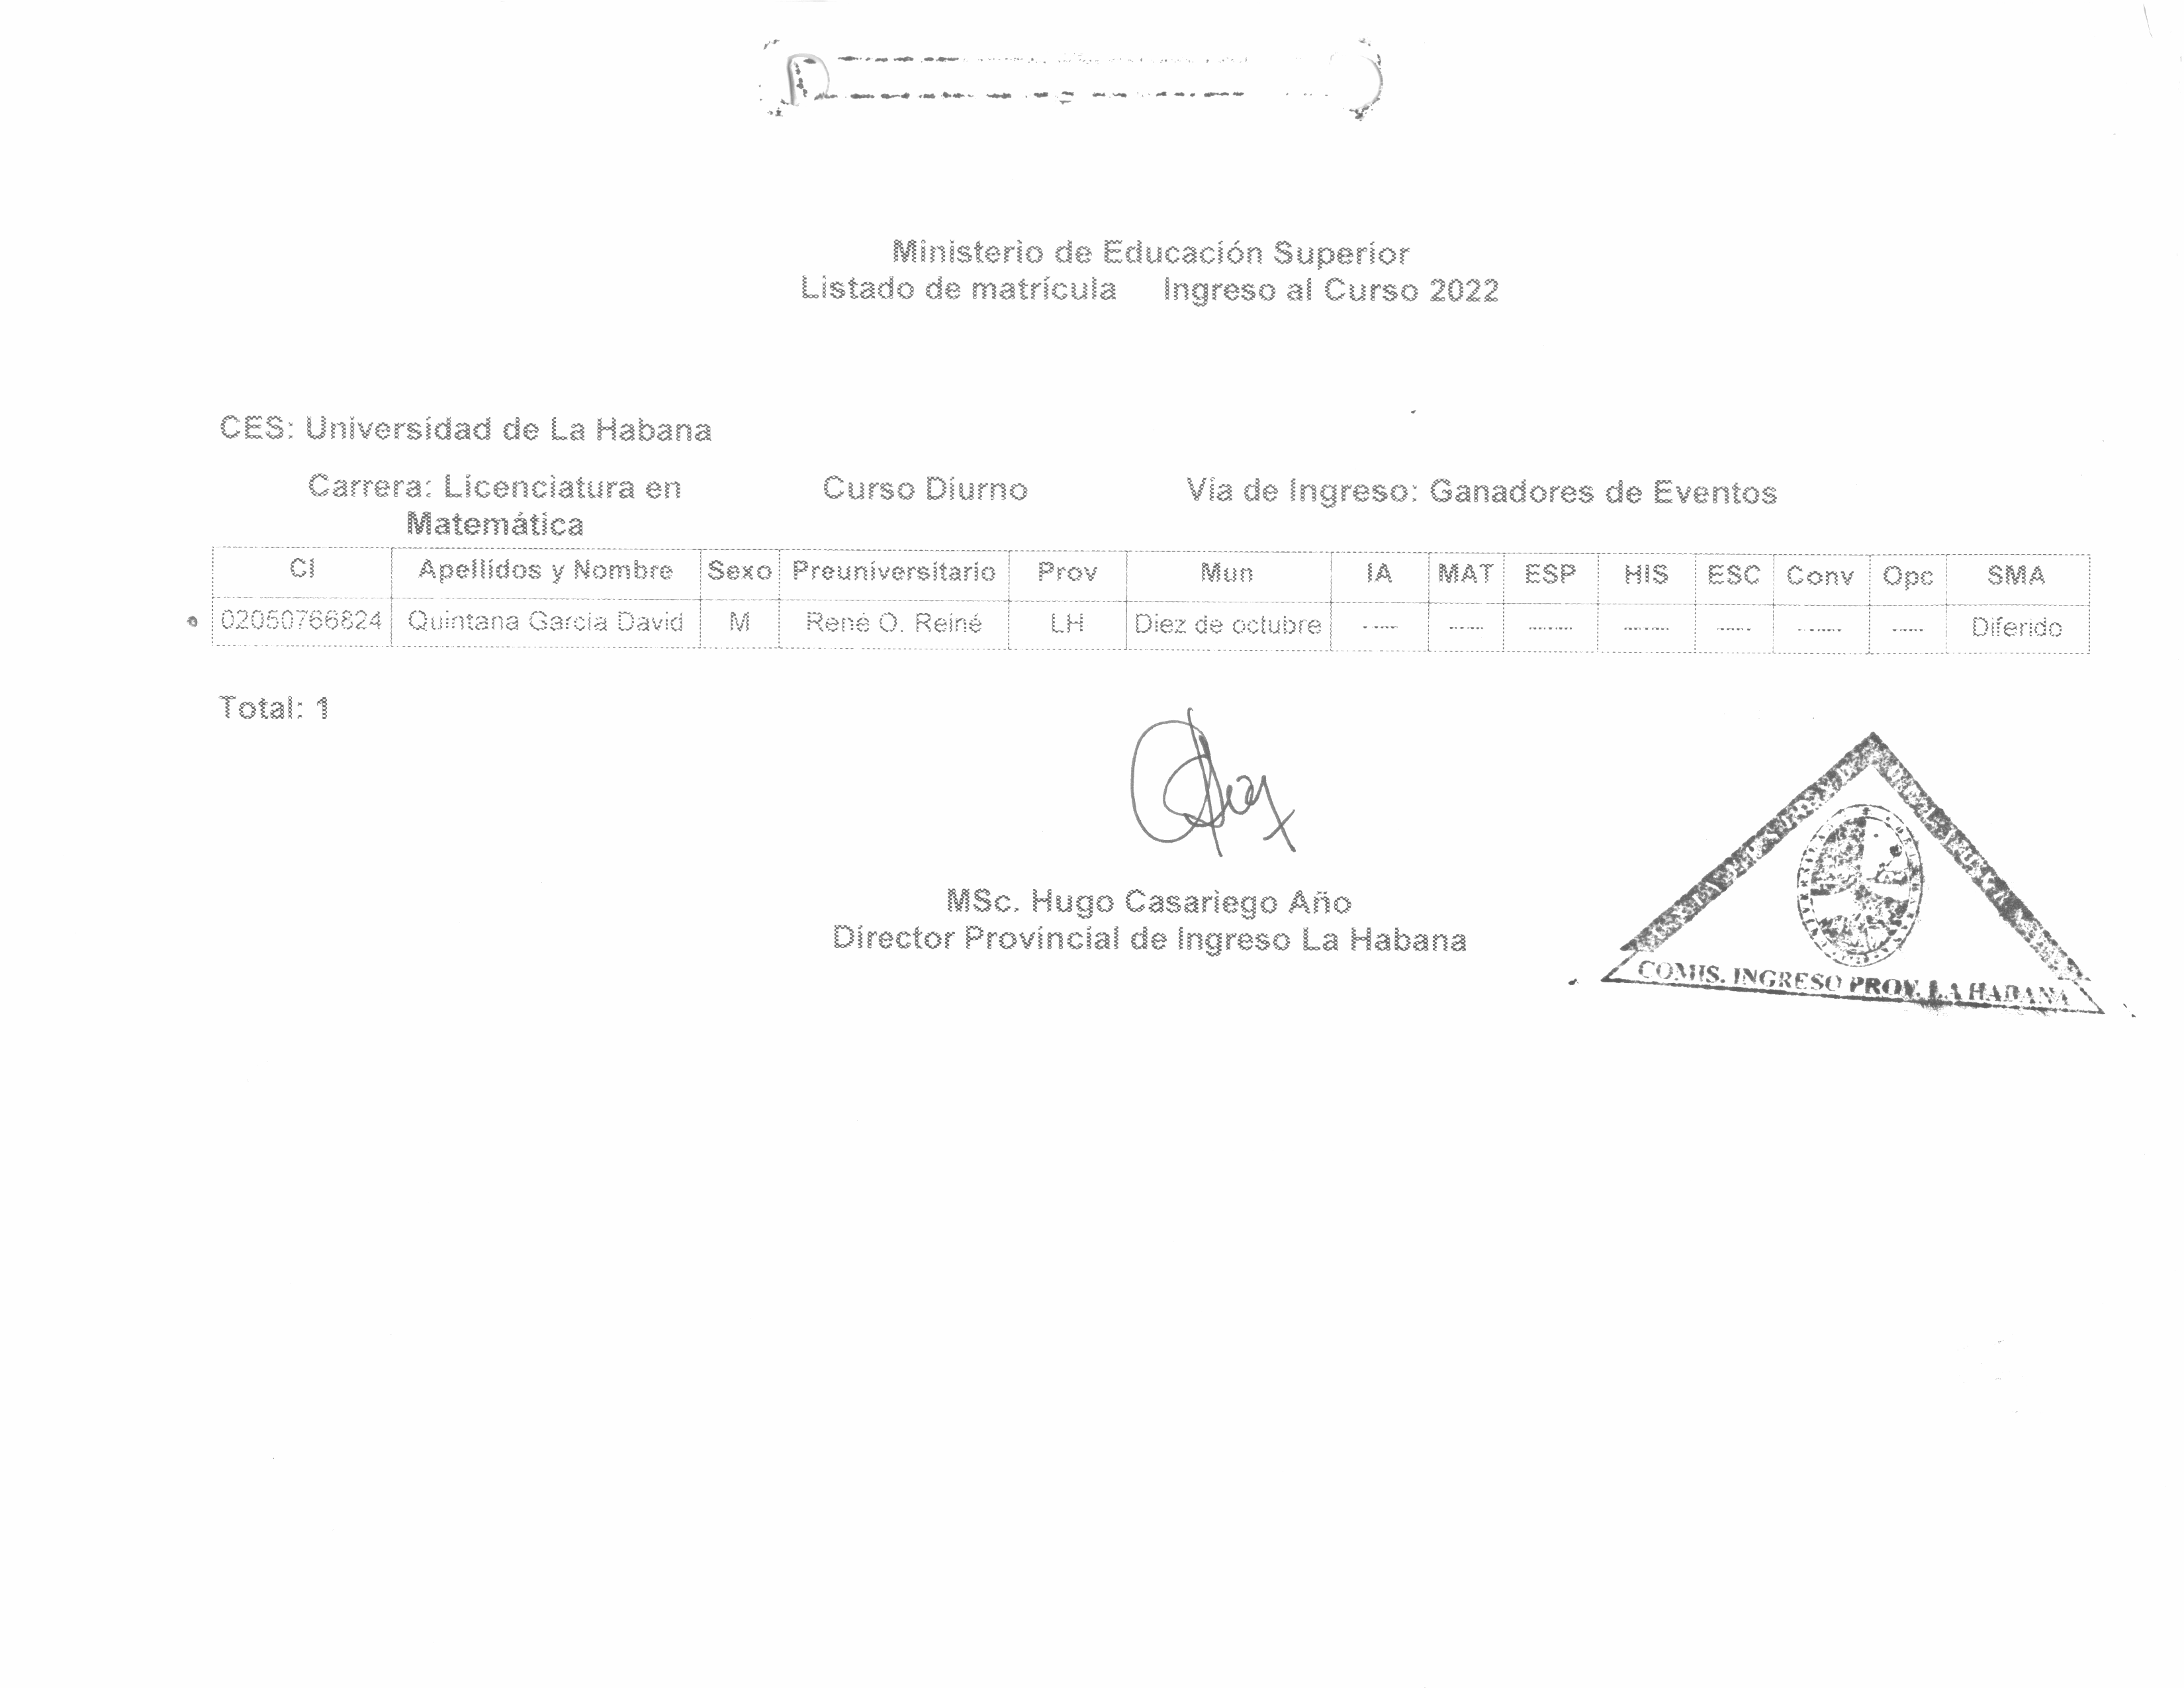 Ministerio de Educación Superior
Listado de matrícula Ingreso al Curso 2022
CES: Universidad de La Habana
Carrera: Licenciatura en Matemática Curso Diurno Vía de Ingreso: Ganadores de Eventos
CI Apellidos y Nombre Sexo Preuniversitario Prov Mun IA MAT ESP HIS ESC Conv Opc SMA
02050766824 Quintana García David M René O. Reiné LH Diez de octubre ----- ----- ----- ----- ----- ----- ----- Diferido
Total: 1
MSc. Hugo Casariego Año
Director Provincial de Ingreso La Habana
COMIS. INGRESO PROV. LA HABANA